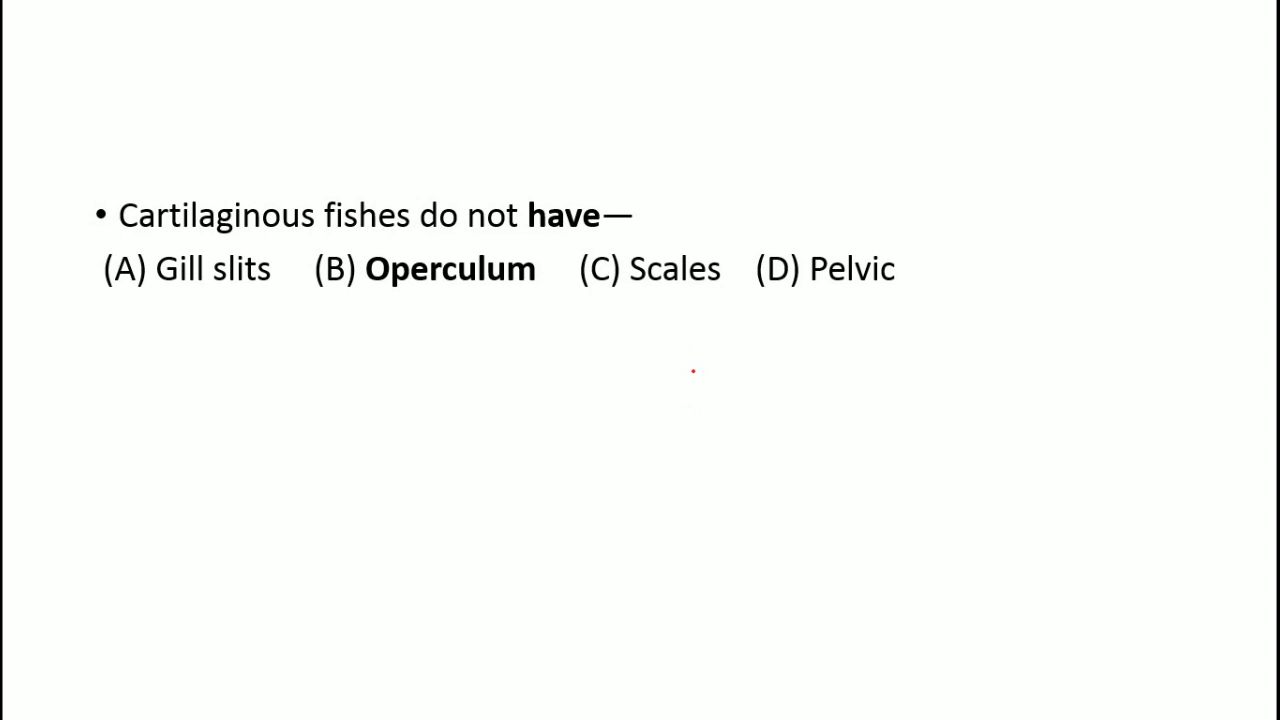 • Cartilaginous fishes do not have—
(A) Gill slits (B) Operculum (C) Scales (D) Pelvic